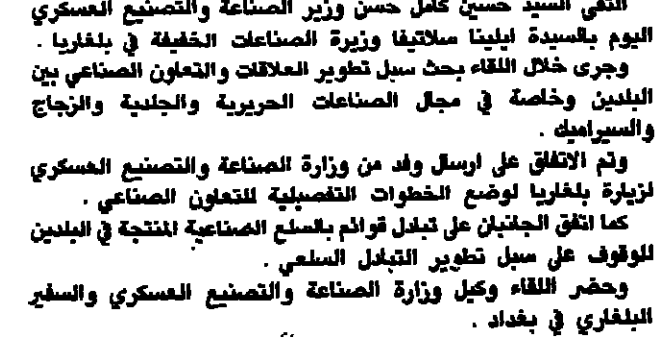 التقى السيد حسين كامل حسن وزير الصناعة والتصنيع العسكري
اليوم بالسيدة ايلينا سلاتيفا وزيرة الصناعات الخفيفة في بلغاريا .
وجرى خلال اللقاء بحث سبل تطوير العلاقات والتعاون الصناعي بين
البلدين وخاصة في مجال الصناعات الحريرية والجلدية والزجاج
والسيراميك .
وتم الاتفاق على ارسال وفد من وزارة الصناعة والتصنيع العسكري
لزيارة بلغاريا لوضع الخطوات التفصيلية للتعاون الصناعي .
كما اتفق الجانبان على تبادل قوائم بالسلع الصناعية المنتجة في البلدين
للوقوف على سبل تطوير التبادل السلعي .
وحضر اللقاء وكيل وزارة الصناعة والتصنيع العسكري والسفير
البلغاري في بغداد .